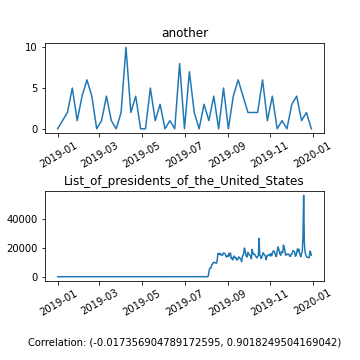 another
10
5
0
2019-01 2019-03 2019-05 2019-07 2019-09 2019-11 2020-01
List_of_presidents_of_the_United_States
40000
20000
0
2019-01 2019-03 2019-05 2019-07 2019-09 2019-11 2020-01
Correlation: (-0.017356904789172595, 0.9018249504169042)